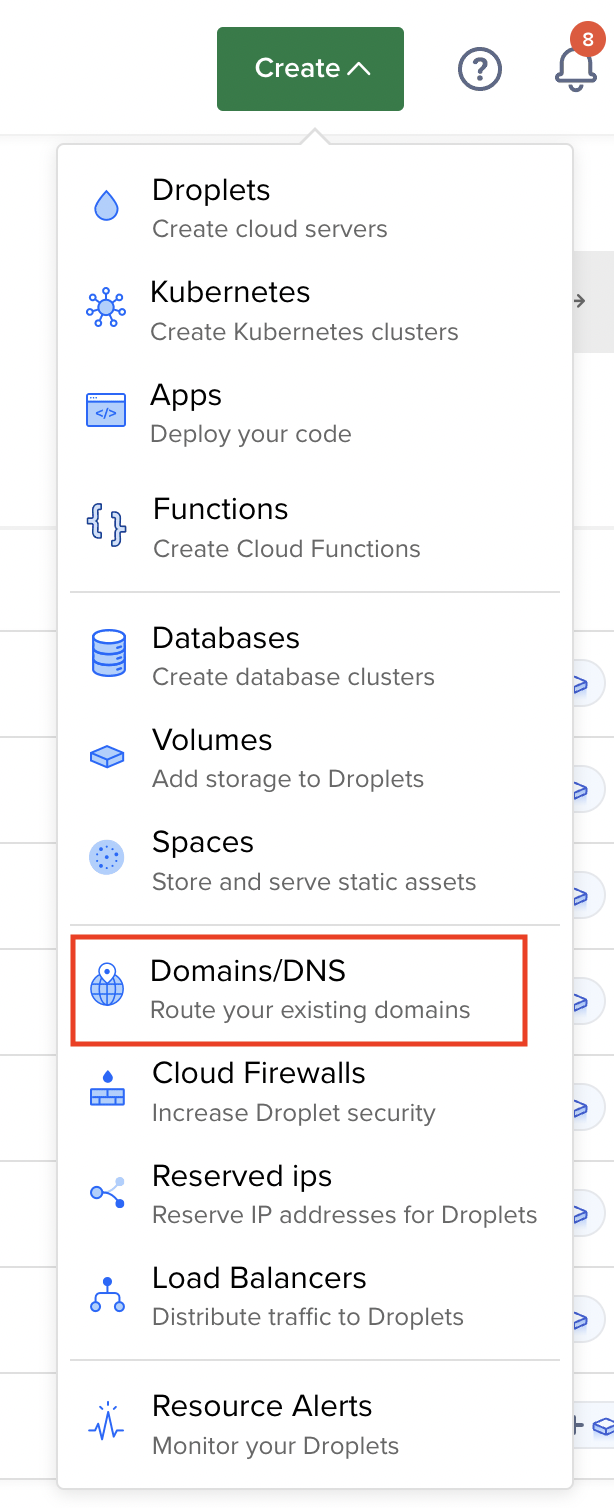 Create
8
Droplets
Create cloud servers
Kubernetes
Create Kubernetes clusters
Apps
</>
Deploy your code
Functions
Create Cloud Functions
Databases
Create database clusters
Volumes
Add storage to Droplets
Spaces
Store and serve static assets
Domains/DNS
Route your existing domains
Cloud Firewalls
Increase Droplet security
Reserved ips
Reserve IP addresses for Droplets
Load Balancers
Distribute traffic to Droplets
Resource Alerts
Monitor your Droplets